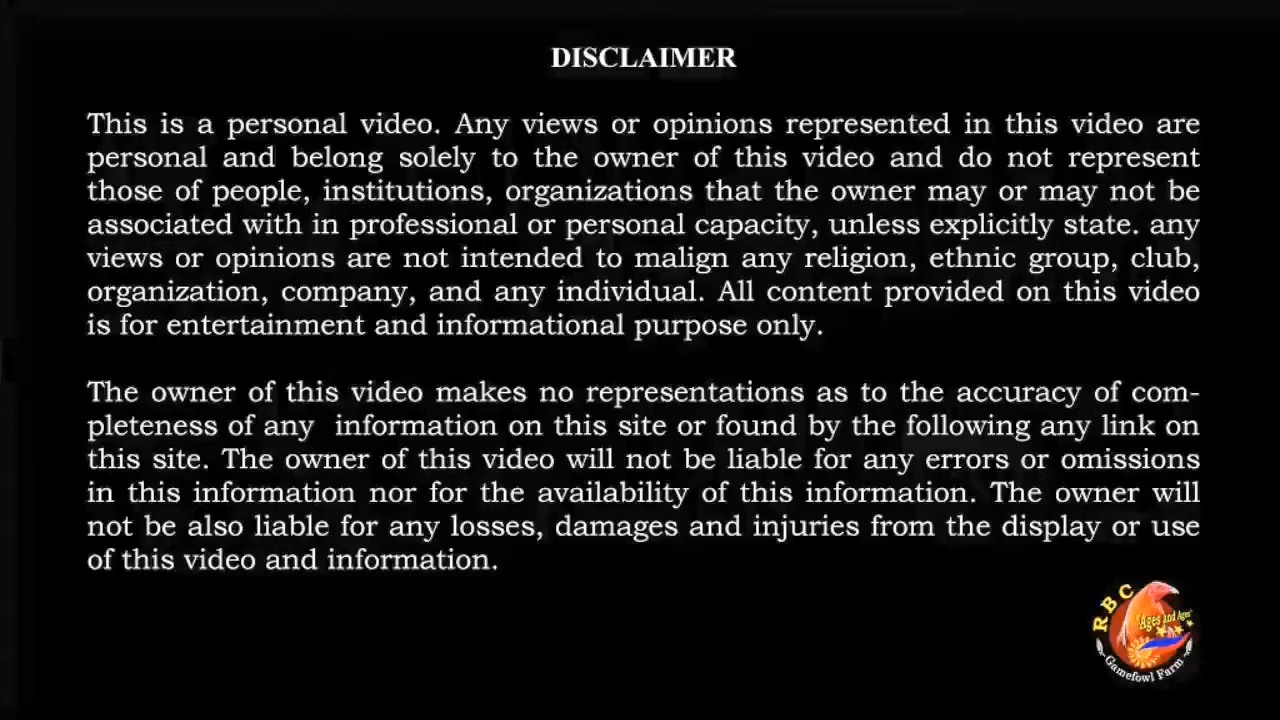 DISCLAIMER
This is a personal video. Any views or opinions represented in this video are
personal and belong solely to the owner of this video and do not represent
those of people, institutions, organizations that the owner may or may not be
associated with in professional or personal capacity, unless explicitly state. any
views or opinions are not intended to malign any religion, ethnic group, club,
organization, company, and any individual. All content provided on this video
is for entertainment and informational purpose only.
The owner of this video makes no representations as to the accuracy of com-
pleteness of any  information on this site or found by the following any link on
this site. The owner of this video will not be liable for any errors or omissions
in this information nor for the availability of this information. The owner will
not be also liable for any losses, damages and injuries from the display or use
of this video and information.
RBC
"Ages and Ages"
Gamefowl Farm